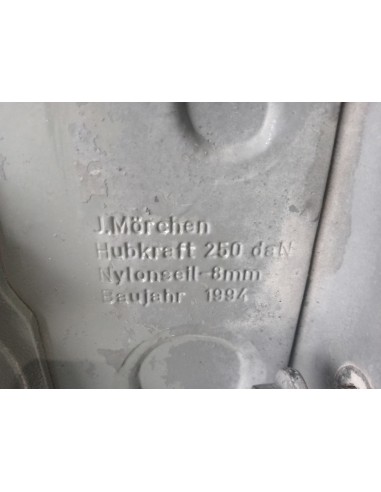 J.Mörchen
Hubkraft 250 daN
Nylonseil-8mm
Baujahr 1994